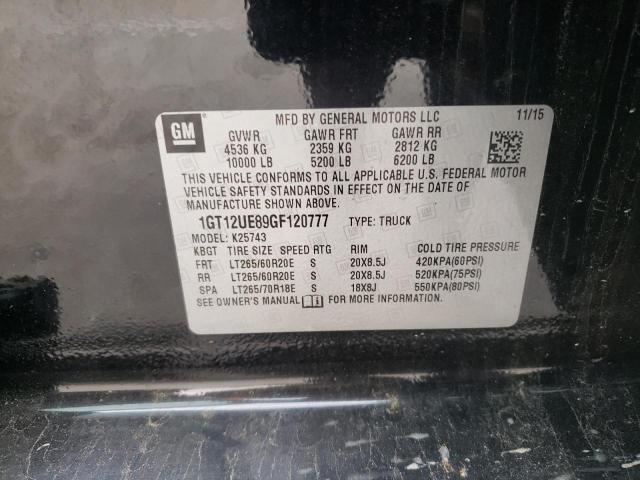 GM
MFD BY GENERAL MOTORS LLC 11/15
GVWR GAWR FRT GAWR RR
4536 KG 2359 KG 2812 KG
10000 LB 5200 LB 6200 LB
THIS VEHICLE CONFORMS TO ALL APPLICABLE U.S. FEDERAL MOTOR
VEHICLE SAFETY STANDARDS IN EFFECT ON THE DATE OF
MANUFACTURE SHOWN ABOVE.
1GT12UE89GF120777 TYPE: TRUCK
MODEL: K25743
KBGT TIRE SIZE SPEED RTG RIM COLD TIRE PRESSURE
FRT LT265/60R20E S 20X8.5J 420KPA(60PSI)
RR LT265/60R20E S 20X8.5J 520KPA(75PSI)
SPA LT265/70R18E S 18X8J 550KPA(80PSI)
SEE OWNER'S MANUAL FOR MORE INFORMATION.